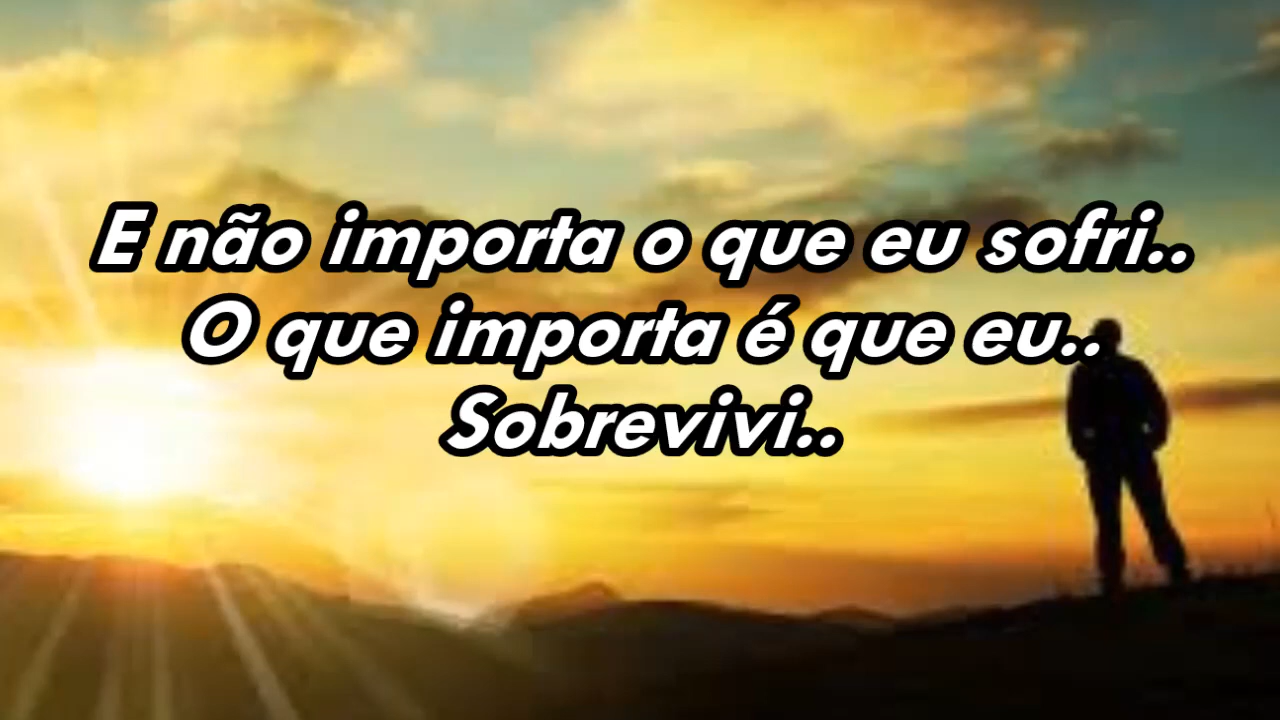 E não importa o que eu sofri..
O que importa é que eu..
Sobrevivi..